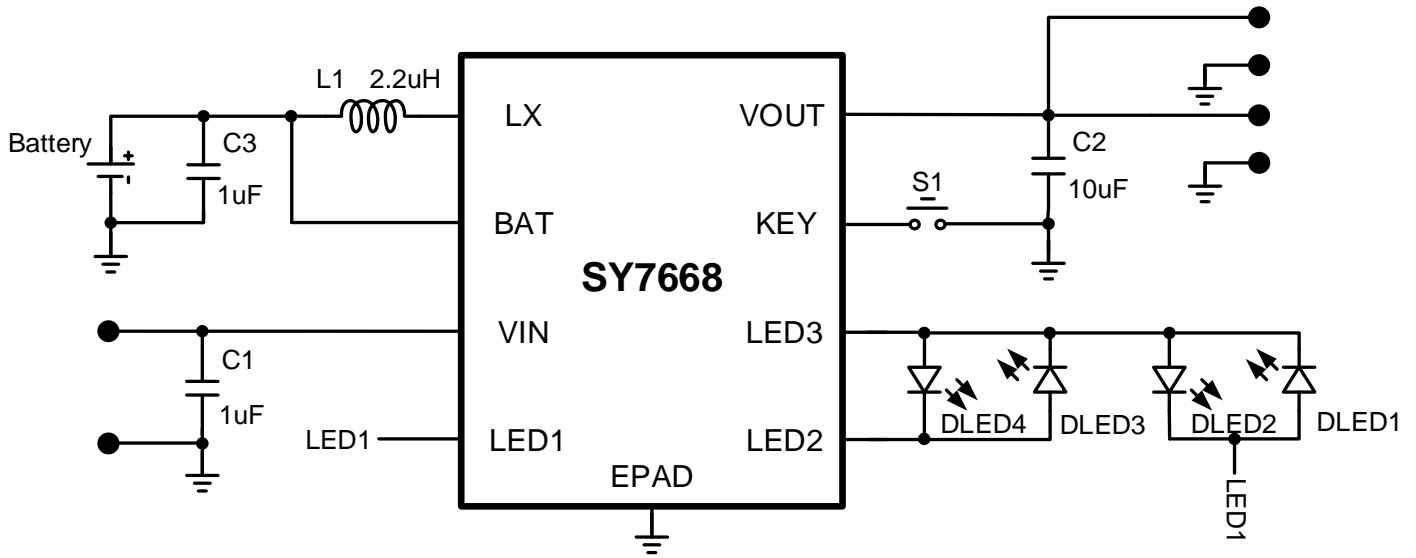 L1 2.2uH
LX
VOUT
Battery
+
-
C3
1uF
C2
10uF
S1
BAT
KEY
SY7668
VIN
LED3
C1
1uF
DLED4
DLED3
DLED2
DLED1
LED1
LED1
LED2
EPAD
LED1